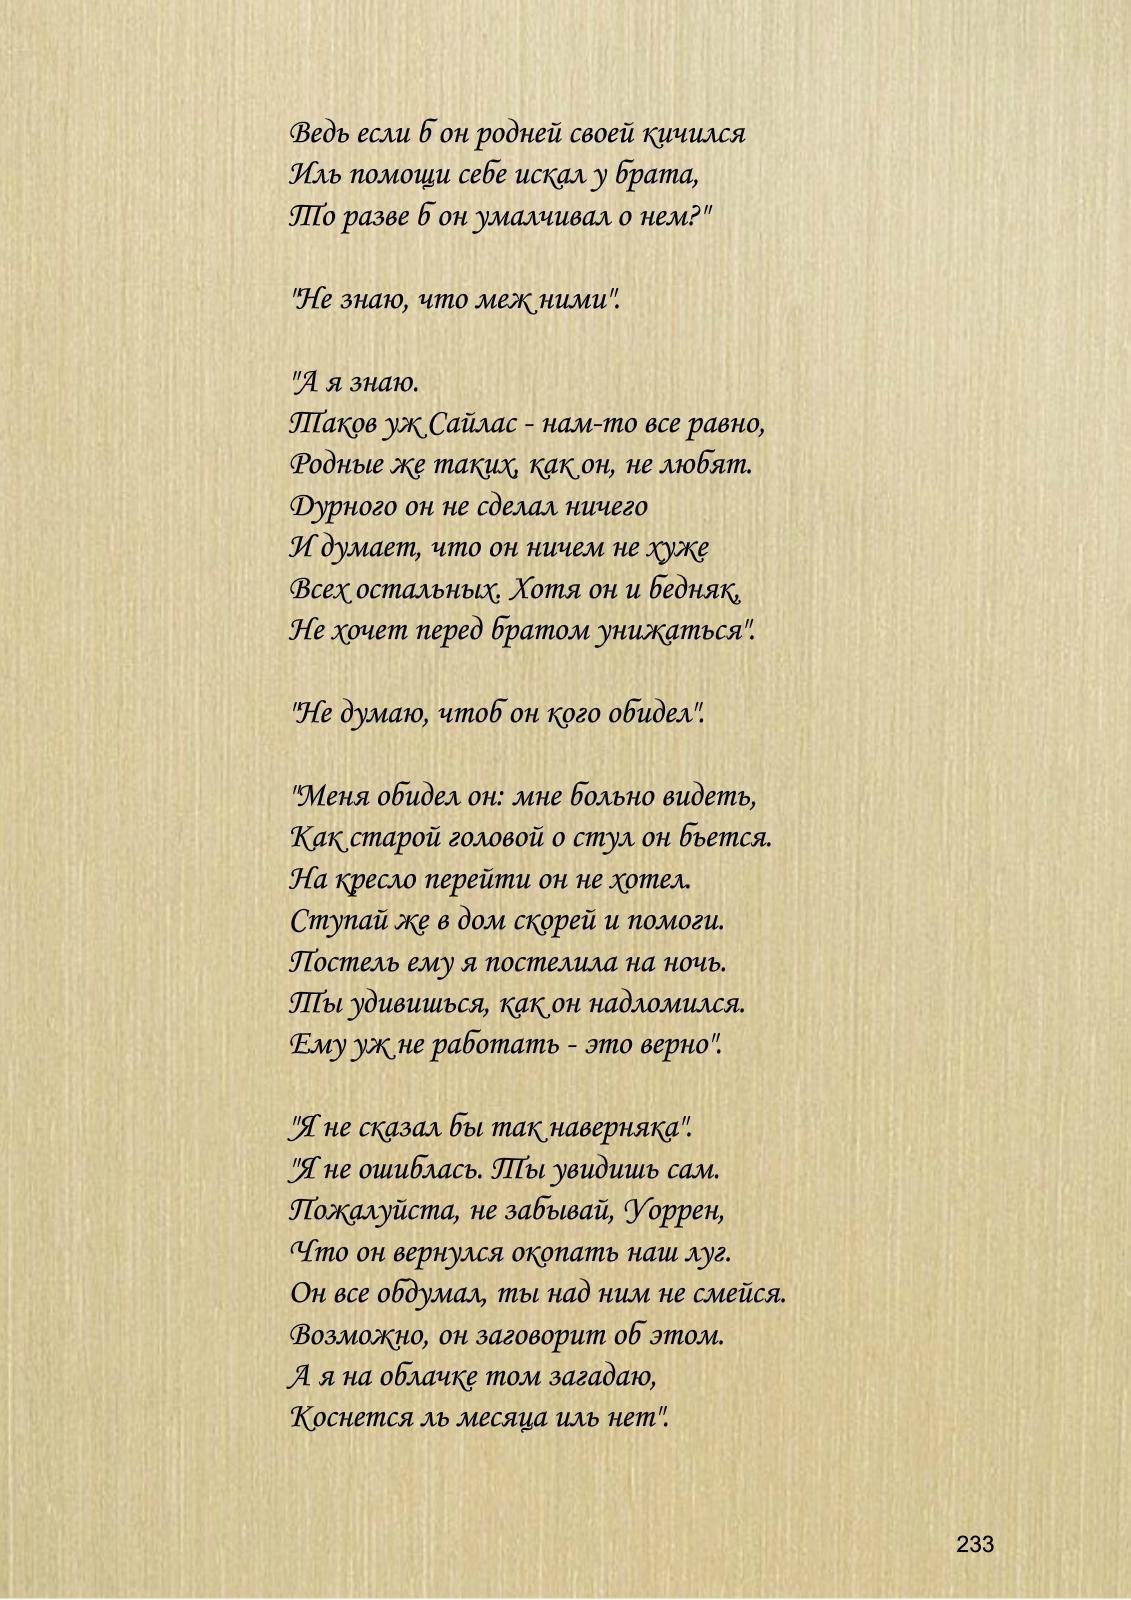 Ведь если б он родней своей кичился
Иль помощи себе искал у брата,
То разве б он умалчивал о нем?"
"Не знаю, что меж ними".
"А я знаю.
Таков уж Сайлас - нам-то все равно,
Родные же таких, как он, не любят.
Дурного он не сделал ничего
И думает, что он ничем не хуже
Всех остальных. Хотя он и бедняк,
Не хочет перед братом унижаться".
"Не думаю, чтоб он кого обидел".
"Меня обидел он: мне больно видеть,
Как старой головой о стул он бьется.
На кресло перейти он не хотел.
Ступай же в дом скорей и помоги.
Постель ему я постелила на ночь.
Ты удивишься, как он надломился.
Ему уж не работать - это верно".
"Я не сказал бы так наверняка".
"Я не ошиблась. Ты увидишь сам.
Пожалуйста, не забывай, Уоррен,
Что он вернулся окопать наш луг.
Он все обдумал, ты над ним не смейся.
Возможно, он заговорит об этом.
А я на облачке том загадаю,
Коснется ль месяца иль нет".
233